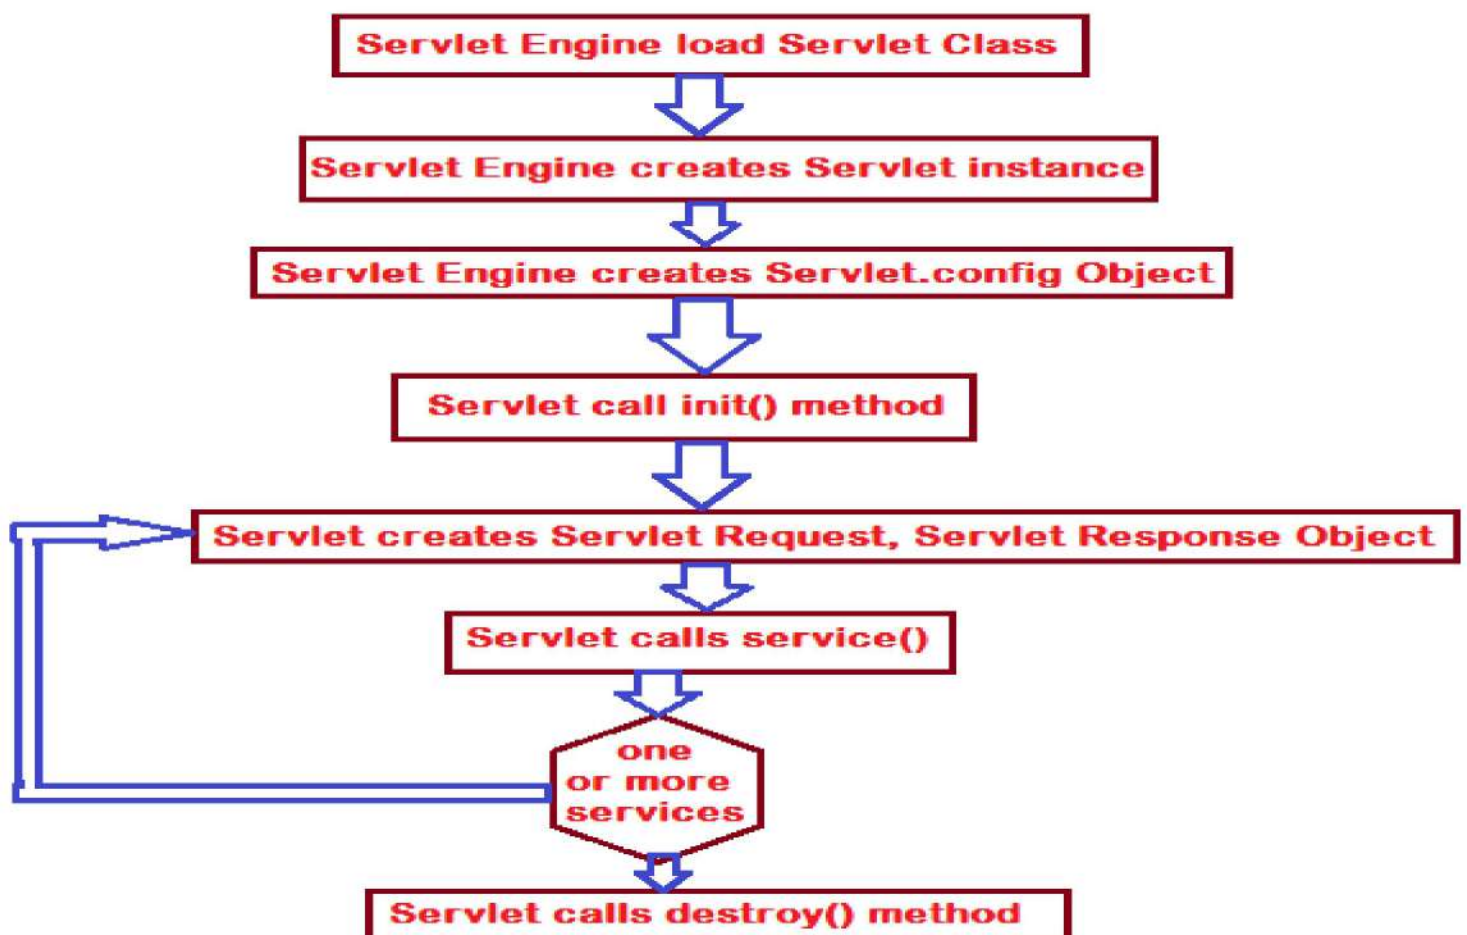 Servlet Engine load Servlet Class
Servlet Engine creates Servlet instance
Servlet Engine creates Servlet.config Object
Servlet call init() method
Servlet creates Servlet Request, Servlet Response Object
Servlet calls service()
one
or more
services
Servlet calls destroy() method